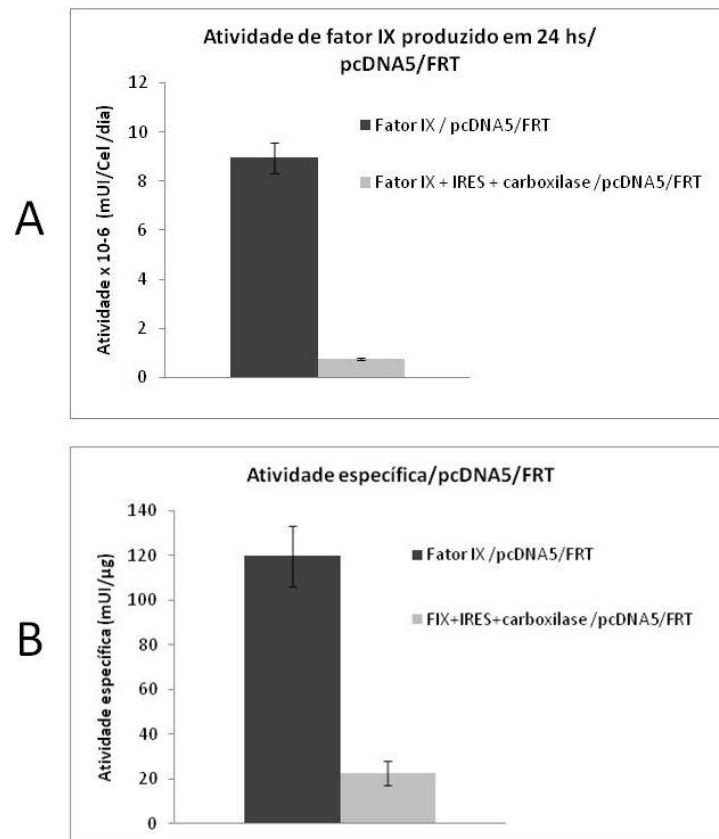 A
Atividade de fator IX produzido em 24 hs/
pcDNA5/FRT
Atividade x 10-6 (mUI/Cel /dia)
12
10
8
6
4
2
0
Fator IX / pcDNA5/FRT
Fator IX + IRES + carboxilase /pcDNA5/FRT
B
Atividade específica/pcDNA5/FRT
Atividade específica (mUI/µg)
140
120
100
80
60
40
20
0
Fator IX /pcDNA5/FRT
FIX+IRES+carboxilase /pcDNA5/FRT